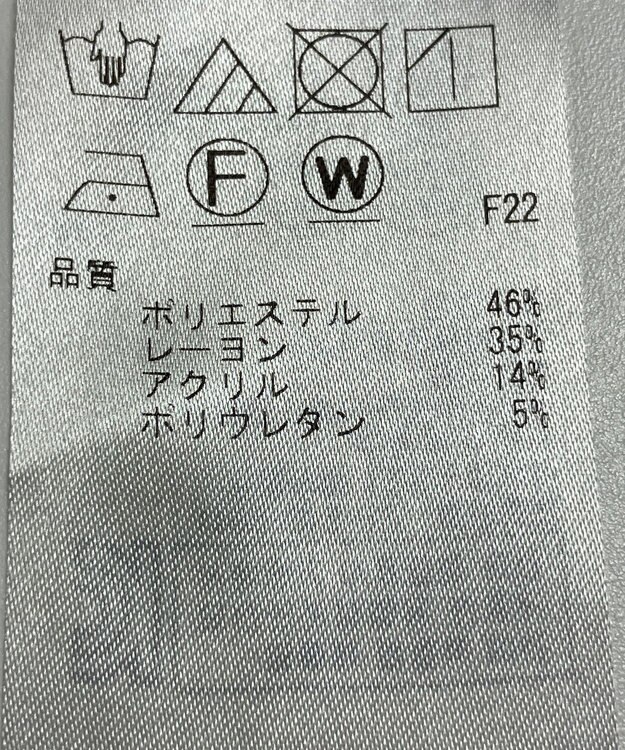 F W
F22
品質
ポリエステル 46%
レーヨン 35%
アクリル 14%
ポリウレタン 5%